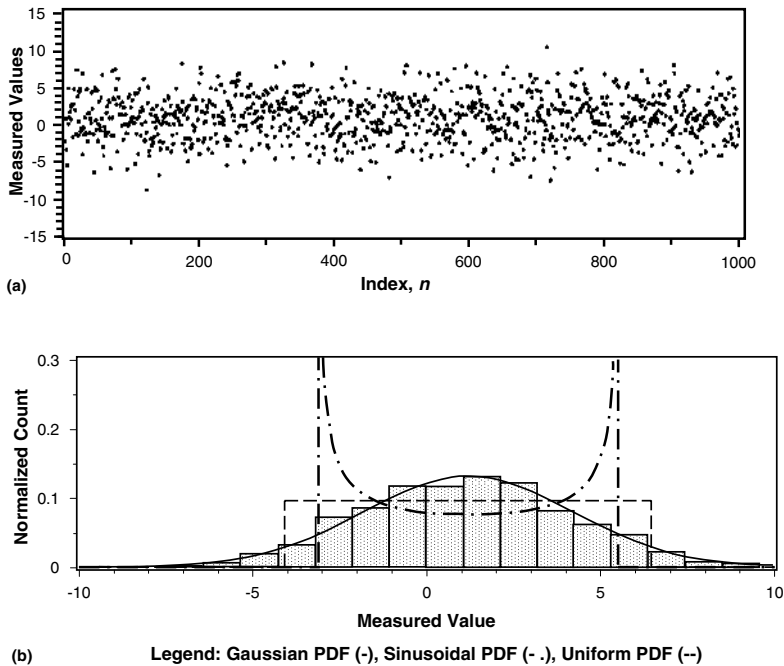 15
10
5
0
-5
-10
-15
Measured Values
0 200 400 600 800 1000
Index, n
(a)
0.3
0.2
0.1
0
Normalized Count
-10 -5 0 5 10
Measured Value
(b) Legend: Gaussian PDF (-), Sinusoidal PDF (- .), Uniform PDF (--)